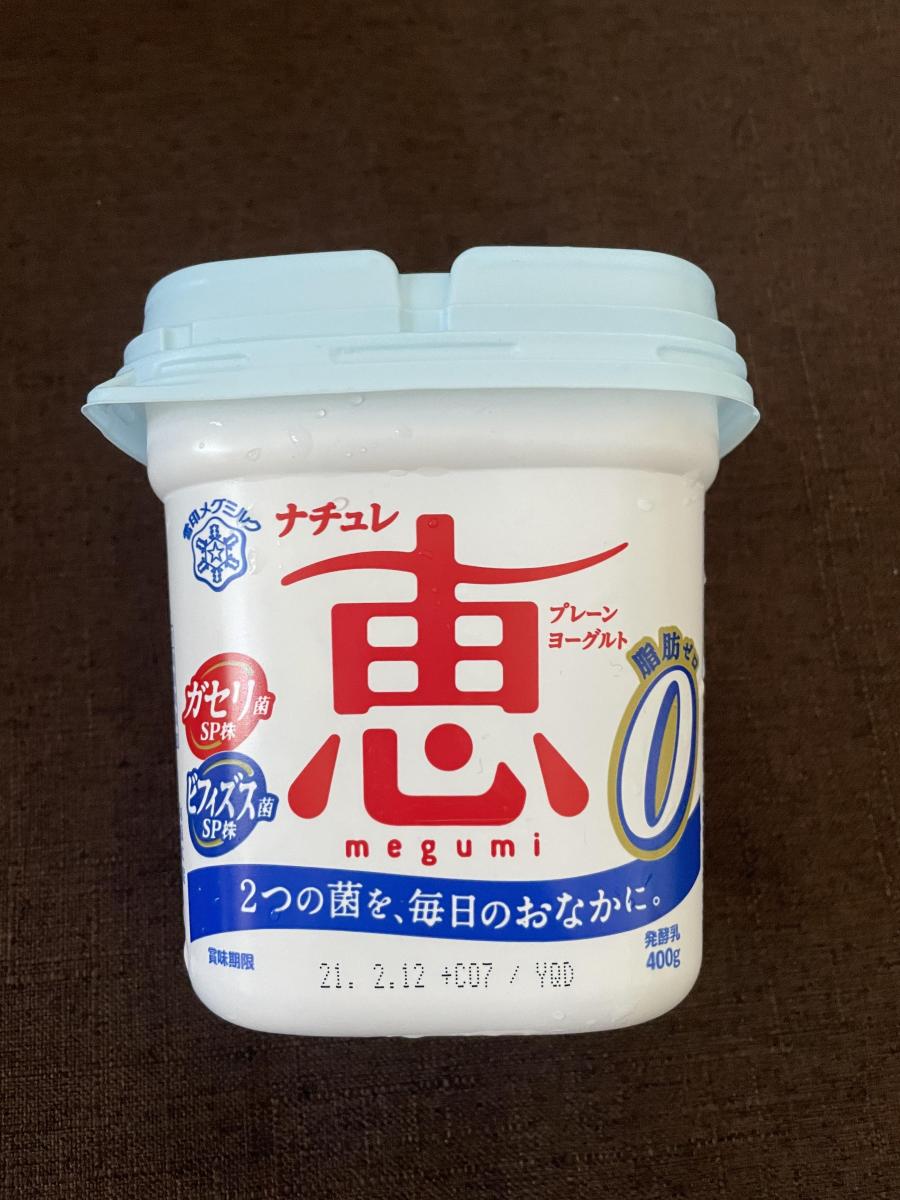 雪印メグミルク
ナチュレ
恵
プレーン
ヨーグルト
脂肪ゼロ
0
ガセリ菌
SP株
ビフィズス菌
SP株
megumi
2つの菌を、毎日のおなかに。
発酵乳
400g
賞味期限
21. 2.12 +C07 / YQD